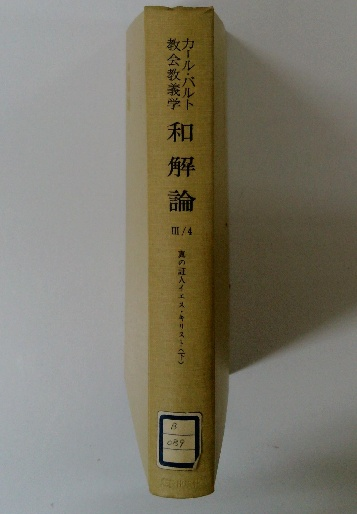 カール・バルト
教会教義学
和解論
III/4
真の証人イエス・キリスト〈下〉
B
089